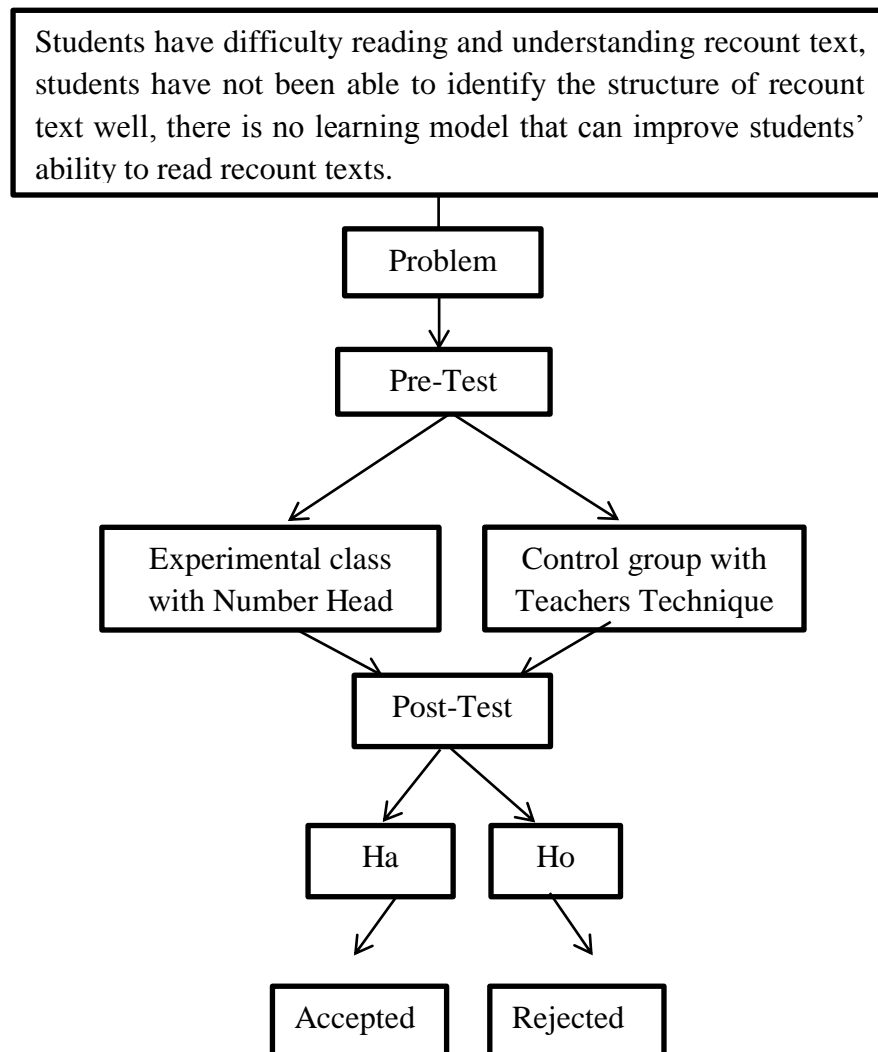 Students have difficulty reading and understanding recount text,
students have not been able to identify the structure of recount
text well, there is no learning model that can improve students’
ability to read recount texts.
Problem
Pre-Test
Experimental class
with Number Head
Control group with
Teachers Technique
Post-Test
Ha
Ho
Accepted
Rejected